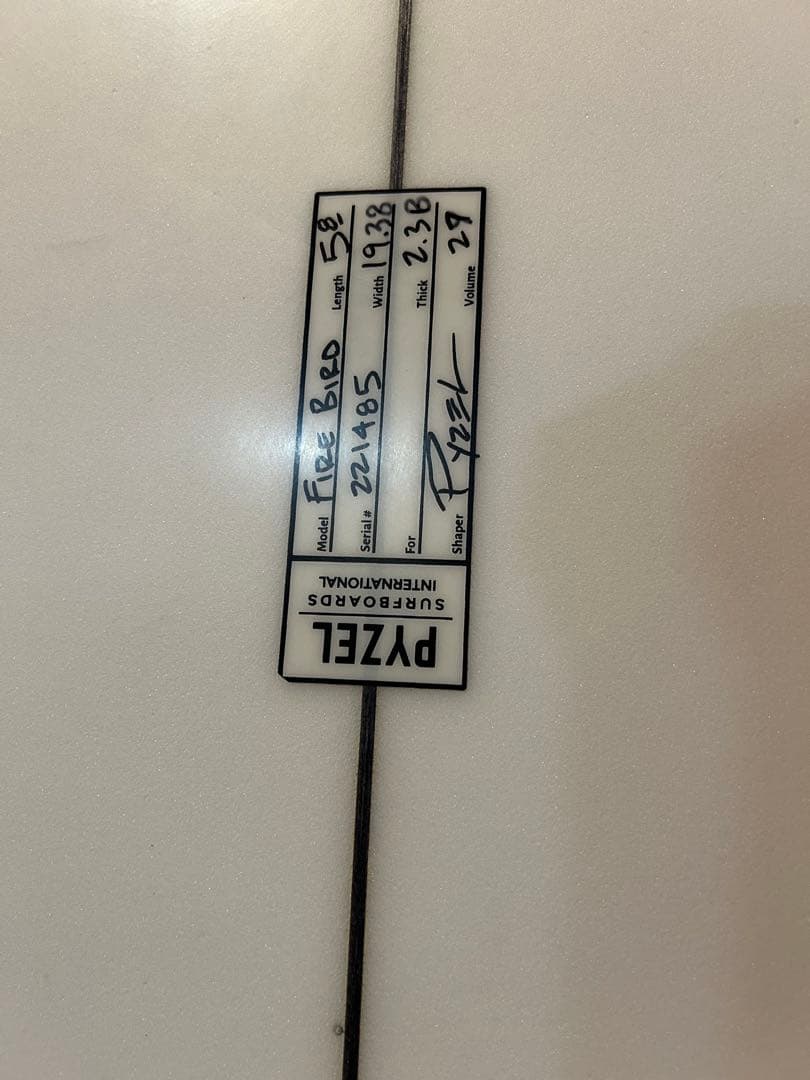 PYZEL
SURFBOARDS
INTERNATIONAL
Model FIRE BIRD Length 5'8
Serial# 221485 Width 19.38
For Thick 2.38
Shaper PYZEL Volume 29